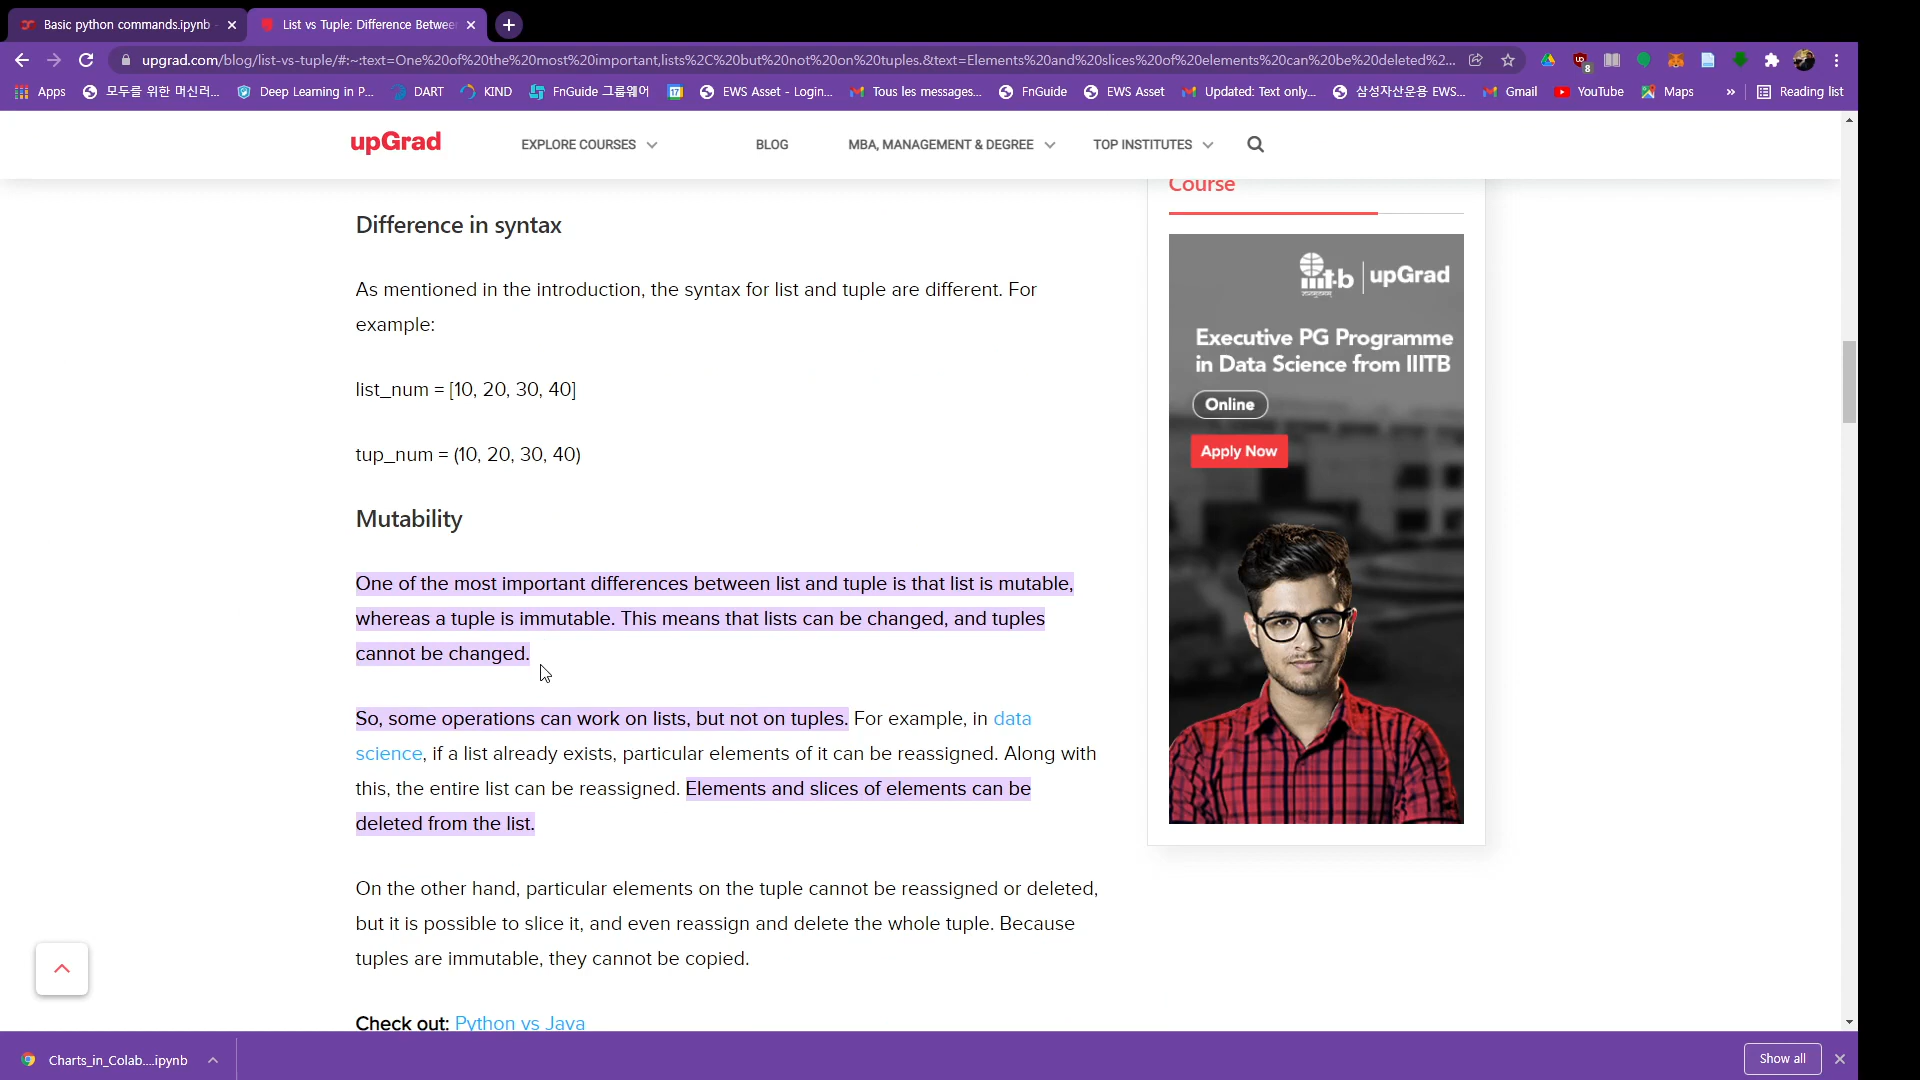 Basic python commands.ipynb
List vs Tuple: Difference Betwee
upgrad.com/blog/list-vs-tuple/#:~:text=One%20of%20the%20most%20important,lists%2C%20but%20not%20on%20tuples.&text=Elements%20and%20slices%20of%20elements%20can%20be%20deleted%2...
8
Apps
모두를 위한 머신러...
Deep Learning in P...
DART
KIND
FnGuide 그룹웨어
17
EWS Asset - Login...
Tous les messages...
FnGuide
EWS Asset
Updated: Text only...
삼성자산운용 EWS...
Gmail
YouTube
Maps
»
Reading list
upGrad
EXPLORE COURSES
BLOG
MBA, MANAGEMENT & DEGREE
TOP INSTITUTES
Course
Difference in syntax
As mentioned in the introduction, the syntax for list and tuple are different. For
example:
list_num = [10, 20, 30, 40]
tup_num = (10, 20, 30, 40)
Mutability
One of the most important differences between list and tuple is that list is mutable,
whereas a tuple is immutable. This means that lists can be changed, and tuples
cannot be changed.
So, some operations can work on lists, but not on tuples. For example, in data
science, if a list already exists, particular elements of it can be reassigned. Along with
this, the entire list can be reassigned. Elements and slices of elements can be
deleted from the list.
On the other hand, particular elements on the tuple cannot be reassigned or deleted,
but it is possible to slice it, and even reassign and delete the whole tuple. Because
tuples are immutable, they cannot be copied.
Check out: Python vs Java
iiit-b | upGrad
Executive PG Programme
in Data Science from IIITB
Online
Apply Now
Charts_in_Colab....ipynb
Show all